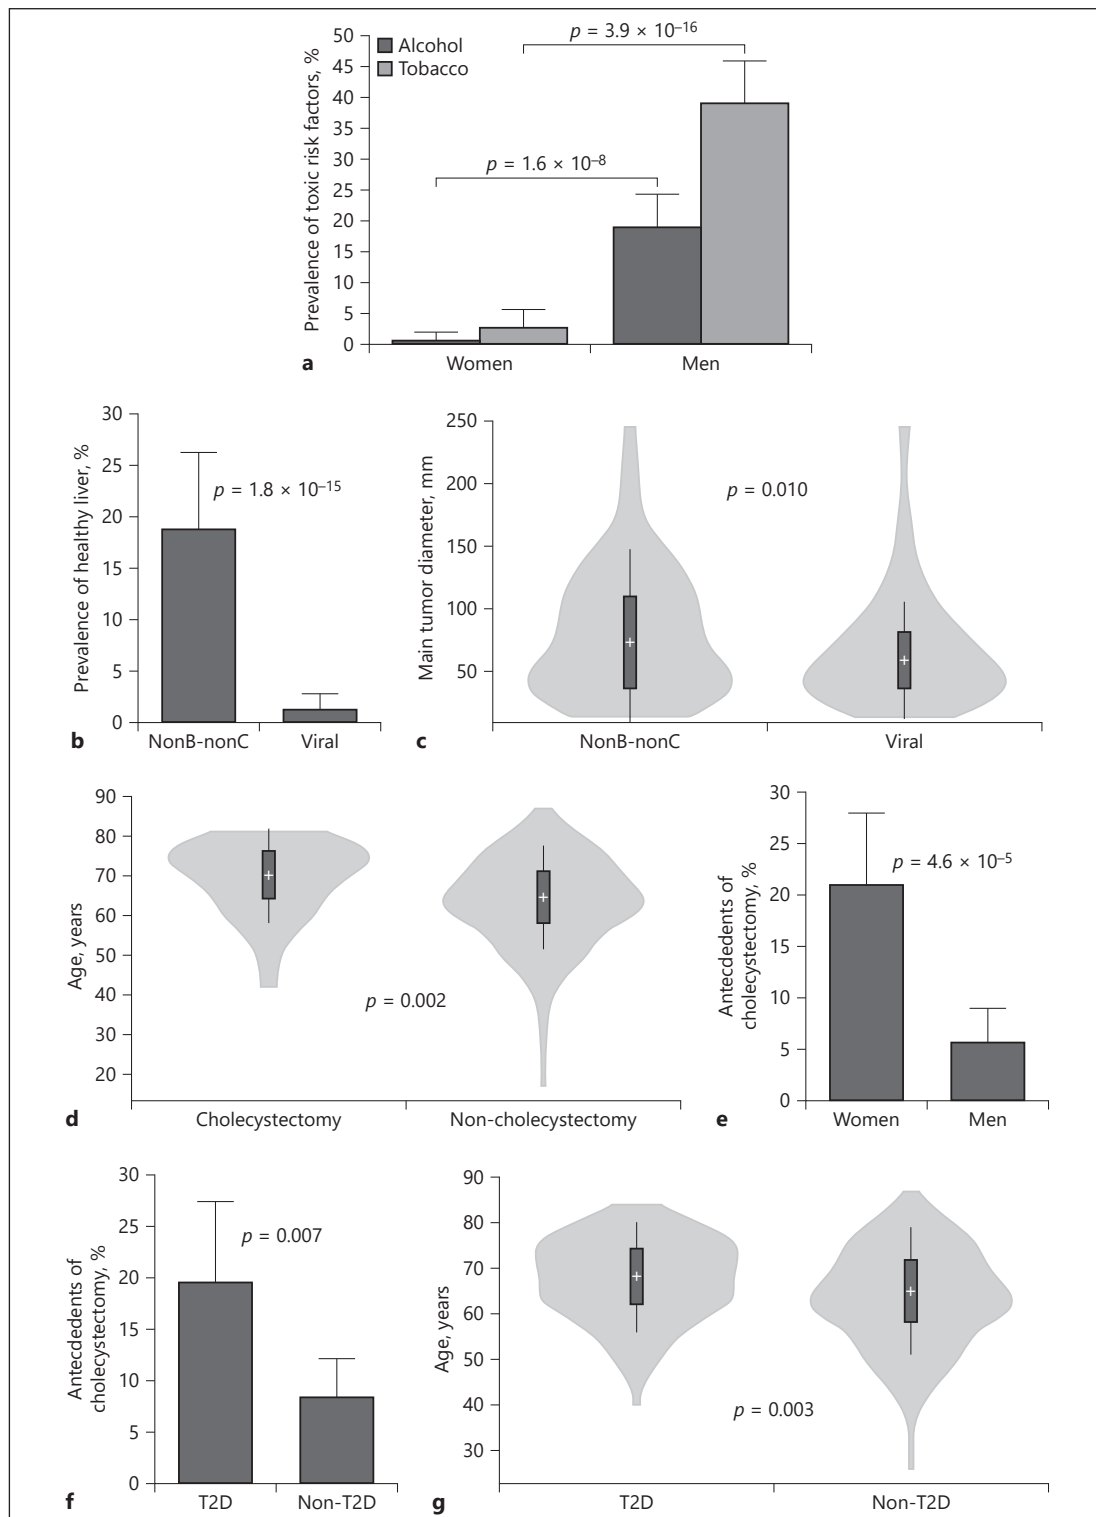 50
45
40
35
30
25
20
15
10
5
0
Prevalence of toxic risk factors, %
Alcohol
Tobacco
p = 3.9 × 10–16
p = 1.6 × 10–8
Women Men
a
30
25
20
15
10
5
0
Prevalence of healthy liver, %
p = 1.8 × 10–15
NonB-nonC Viral
b
250
200
150
100
50
Main tumor diameter, mm
p = 0.010
NonB-nonC Viral
c
90
80
70
60
50
40
30
20
Age, years
p = 0.002
Cholecystectomy Non-cholecystectomy
d
30
25
20
15
10
5
0
Antecdedents of
cholecystectomy, %
p = 4.6 × 10–5
Women Men
e
30
25
20
15
10
5
0
Antecdedents of
cholecystectomy, %
p = 0.007
T2D Non-T2D
f
90
80
70
60
50
40
30
Age, years
p = 0.003
T2D Non-T2D
g